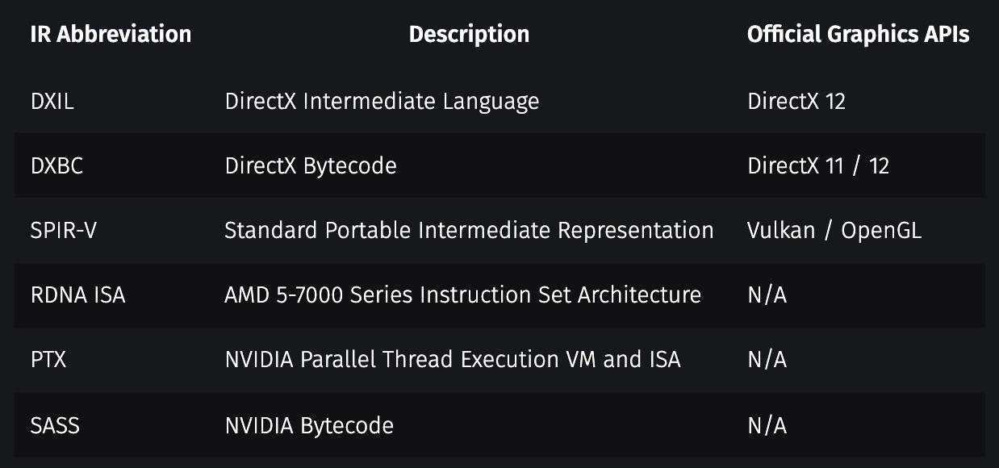 IR Abbreviation Description Official Graphics APIs
DXIL DirectX Intermediate Language DirectX 12
DXBC DirectX Bytecode DirectX 11 / 12
SPIR-V Standard Portable Intermediate Representation Vulkan / OpenGL
RDNA ISA AMD 5-7000 Series Instruction Set Architecture N/A
PTX NVIDIA Parallel Thread Execution VM and ISA N/A
SASS NVIDIA Bytecode N/A